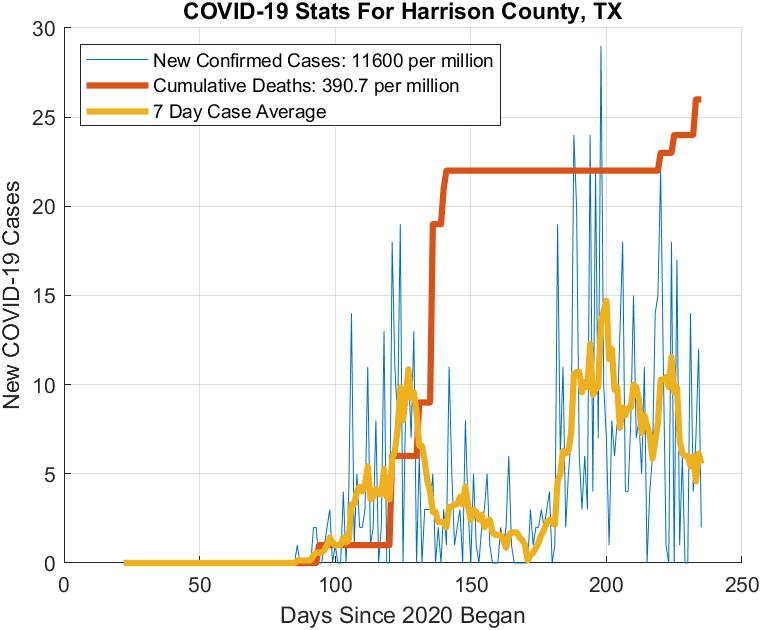 COVID-19 Stats For Harrison County, TX
30
25
20
15
10
5
0
New COVID-19 Cases
New Confirmed Cases: 11600 per million
Cumulative Deaths: 390.7 per million
7 Day Case Average
0
50
100
150
200
250
Days Since 2020 Began